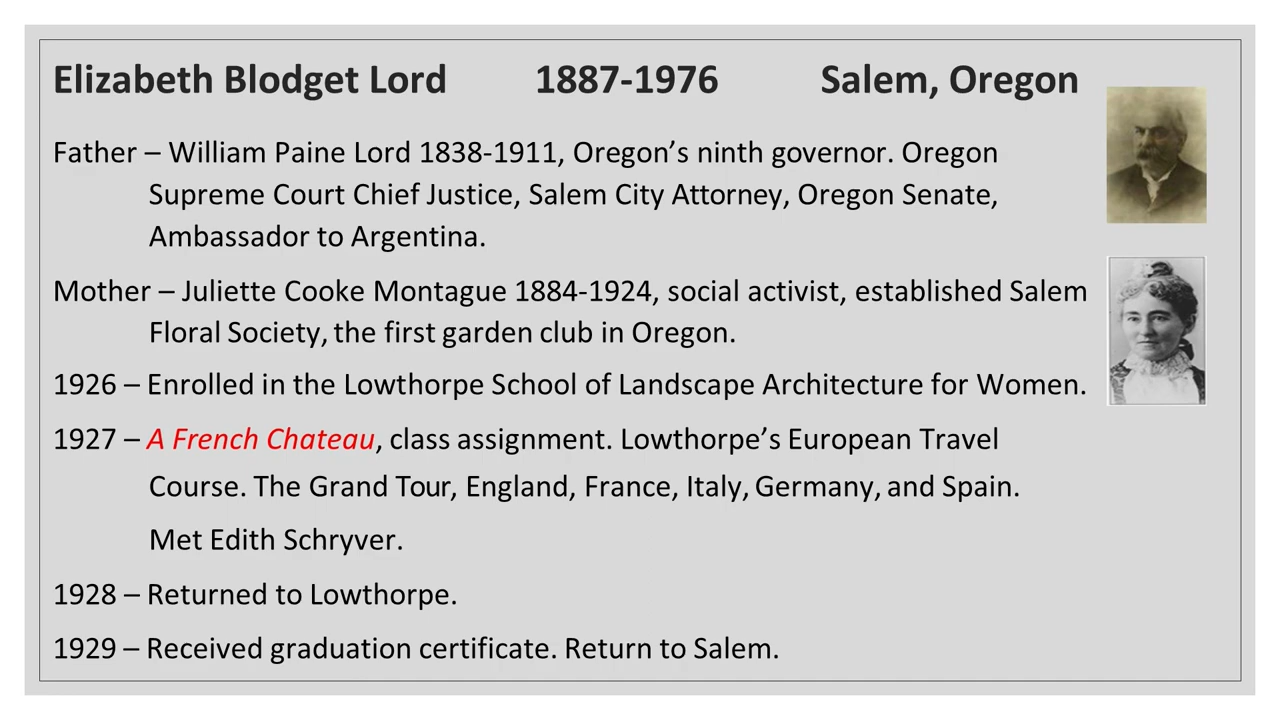 Elizabeth Blodget Lord 1887-1976 Salem, Oregon
Father – William Paine Lord 1838-1911, Oregon’s ninth governor. Oregon
Supreme Court Chief Justice, Salem City Attorney, Oregon Senate,
Ambassador to Argentina.
Mother – Juliette Cooke Montague 1884-1924, social activist, established Salem
Floral Society, the first garden club in Oregon.
1926 – Enrolled in the Lowthorpe School of Landscape Architecture for Women.
1927 – A French Chateau, class assignment. Lowthorpe’s European Travel
Course. The Grand Tour, England, France, Italy, Germany, and Spain.
Met Edith Schryver.
1928 – Returned to Lowthorpe.
1929 – Received graduation certificate. Return to Salem.